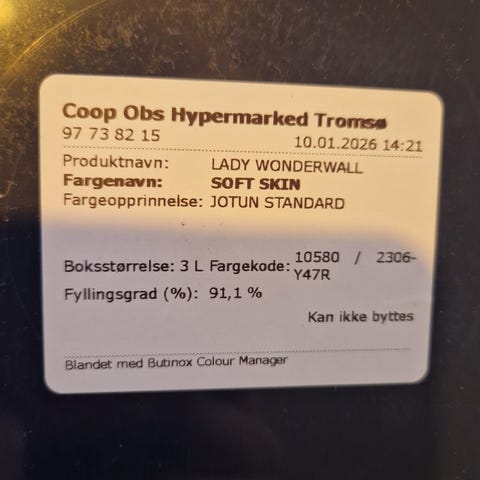 Coop Obs Hypermarked Tromsø
97 73 82 15 10.01.2026 14:21
Produktnavn: LADY WONDERWALL
Fargenavn: SOFT SKIN
Fargeopprinnelse: JOTUN STANDARD
Boksstørrelse: 3 L Fargekode: 10580 / 2306-
Y47R
Fyllingsgrad (%): 91,1 %
Kan ikke byttes
Blandet med Butinox Colour Manager